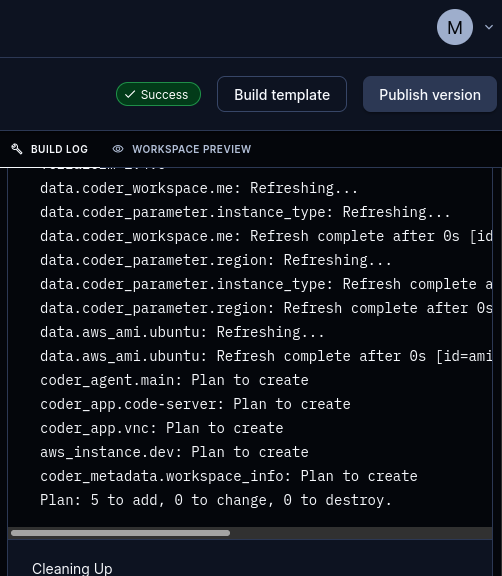 M
Success
Build template
Publish version
BUILD LOG
WORKSPACE PREVIEW
data.coder_workspace.me: Refreshing...
data.coder_parameter.instance_type: Refreshing...
data.coder_workspace.me: Refresh complete after 0s [id
data.coder_parameter.region: Refreshing...
data.coder_parameter.instance_type: Refresh complete a
data.coder_parameter.region: Refresh complete after 0s
data.aws_ami.ubuntu: Refreshing...
data.aws_ami.ubuntu: Refresh complete after 0s [id=ami
coder_agent.main: Plan to create
coder_app.code-server: Plan to create
coder_app.vnc: Plan to create
aws_instance.dev: Plan to create
coder_metadata.workspace_info: Plan to create
Plan: 5 to add, 0 to change, 0 to destroy.
Cleaning Up